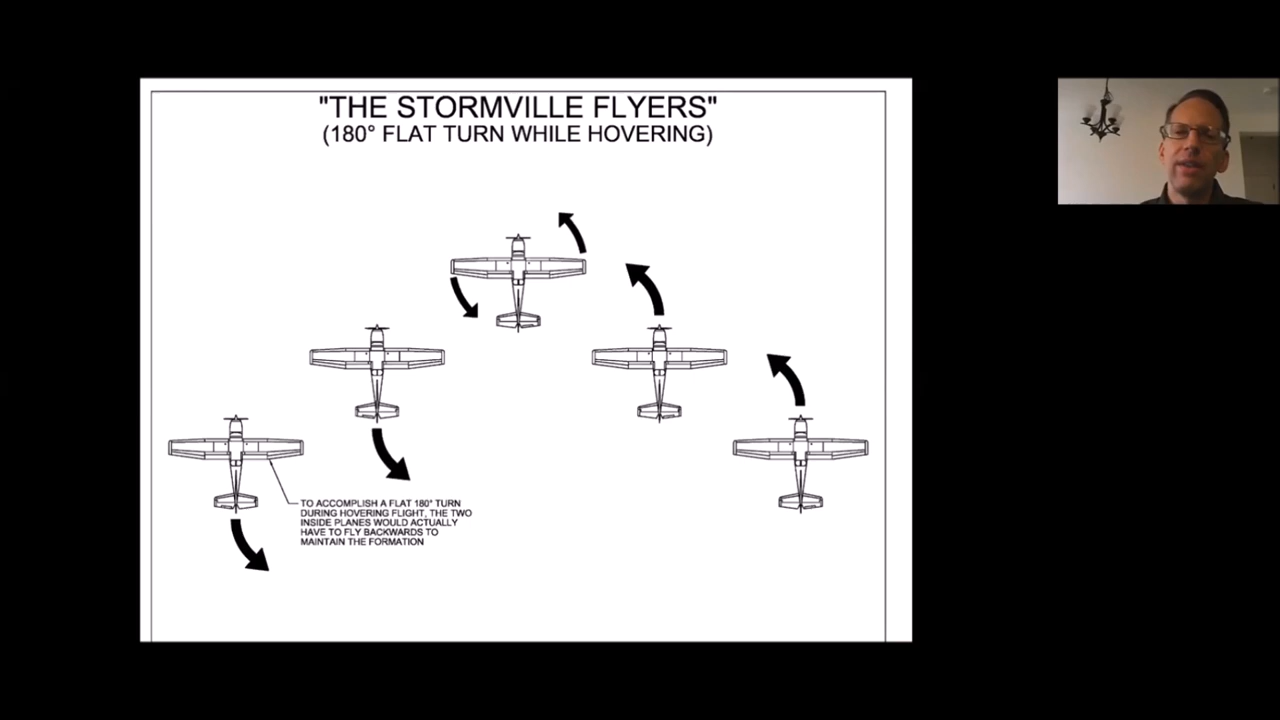 "THE STORMVILLE FLYERS"
(180° FLAT TURN WHILE HOVERING)
TO ACCOMPLISH A FLAT 180° TURN
DURING HOVERING FLIGHT, THE TWO
INSIDE PLANES WOULD ACTUALLY
HAVE TO FLY BACKWARDS TO
MAINTAIN THE FORMATION